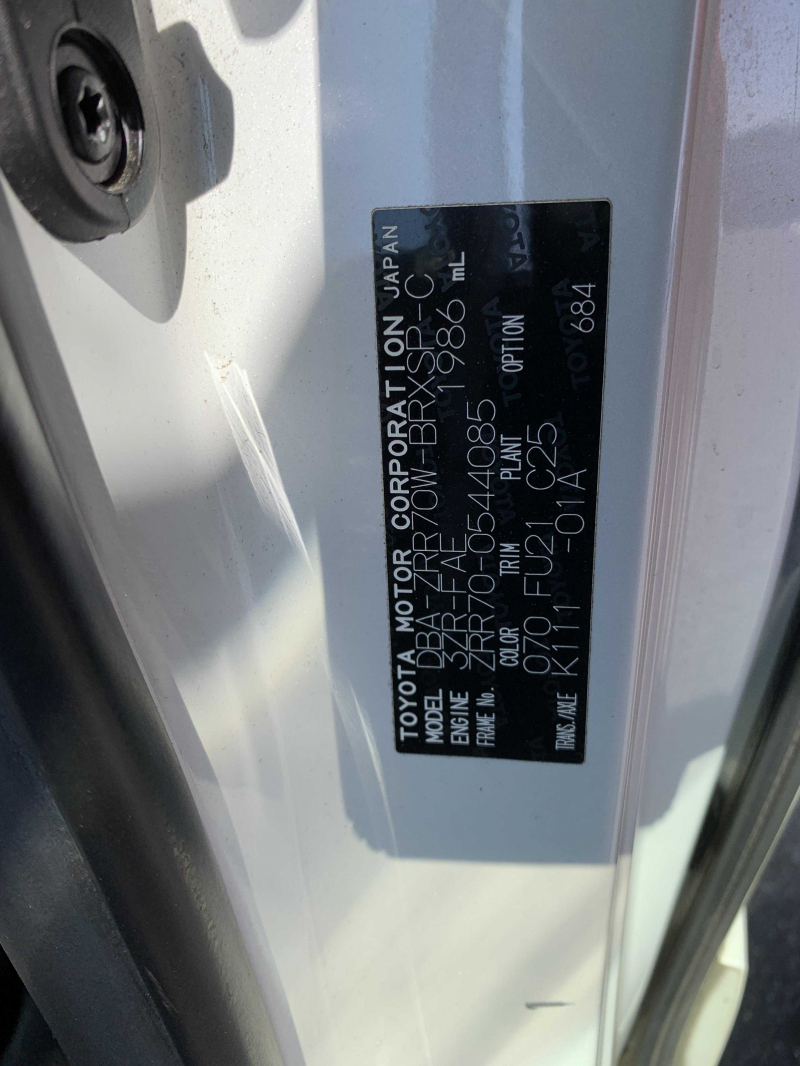 TOYOTA MOTOR CORPORATION JAPAN
MODEL DBA-ZRR70W-BRXSP-C
ENGINE 3ZR-FAE 1986 mL
FRAME No. ZRR70-0544085
COLOR TRIM PLANT OPTION
070 FU21 C25
TRANS./AXLE K111 -01A 684